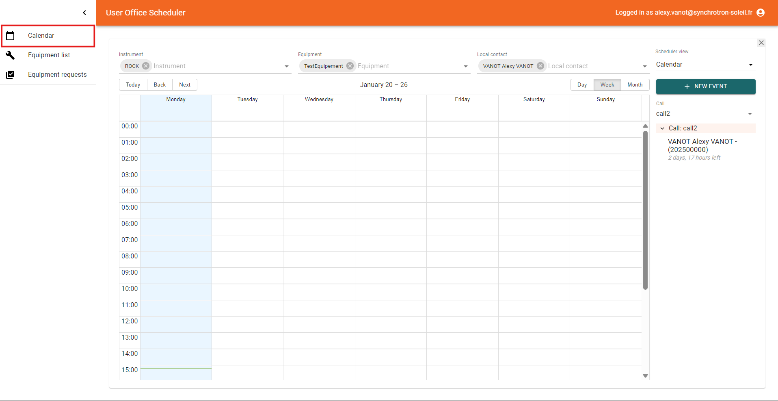 User Office Scheduler
Logged in as alexy.vanot@synchrotron-soleil.fr
Calendar
Equipment list
Equipment requests
Instrument
ROCK Instrument
Equipment
TestEquipement Equipment
Local contact
VANOT Alexy VANOT Local contact
Scheduler view
Calendar
Today Back Next
January 20 – 26
Day Week Month
NEW EVENT
Monday Tuesday Wednesday Thursday Friday Saturday Sunday
Call
call2
Call: call2
VANOT Alexy VANOT -
(202500000)
2 days, 17 hours left
00:00
01:00
02:00
03:00
04:00
05:00
06:00
07:00
08:00
09:00
10:00
11:00
12:00
13:00
14:00
15:00